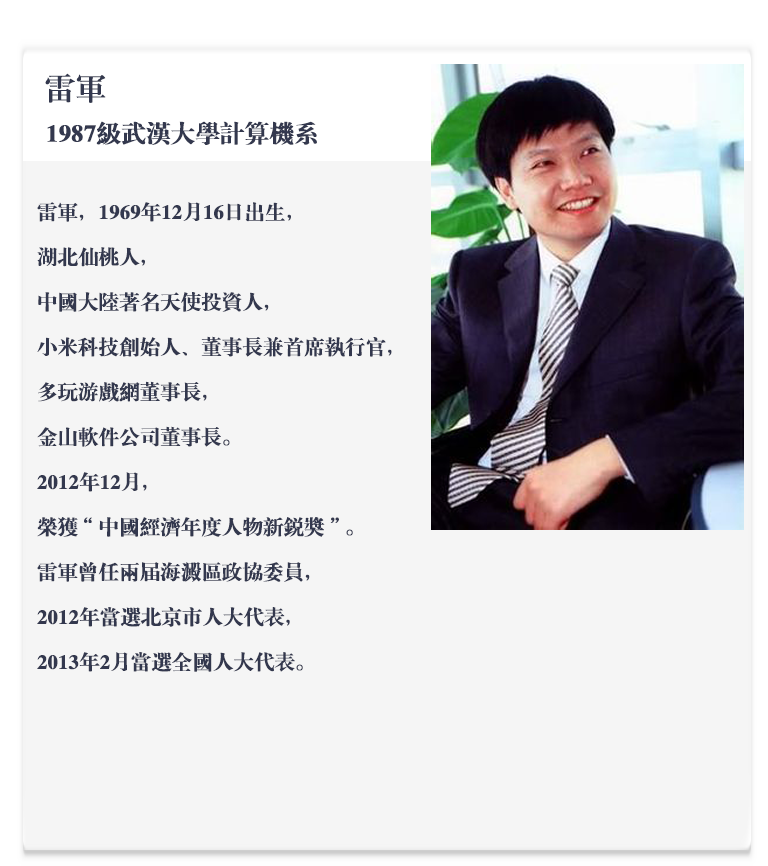 雷軍
1987級武漢大學計算機系
雷軍，1969年12月16日出生，
湖北仙桃人，
中國大陸著名天使投資人，
小米科技創始人、董事長兼首席執行官，
多玩游戲網董事長，
金山軟件公司董事長。
2012年12月，
榮獲“中國經濟年度人物新銳獎”。
雷軍曾任兩届海澱區政協委員，
2012年當選北京市人大代表，
2013年2月當選全國人大代表。